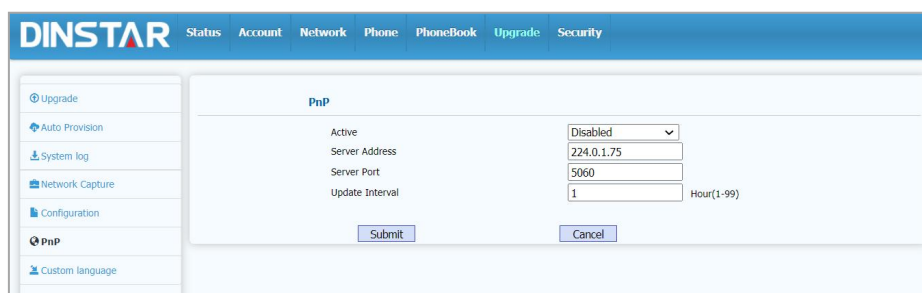 DINSTAR Status Account Network Phone PhoneBook Upgrade Security
Upgrade
Auto Provision
System log
Network Capture
Configuration
PnP
Custom language
PnP
Active Disabled
Server Address 224.0.1.75
Server Port 5060
Update Interval 1 Hour(1-99)
Submit Cancel